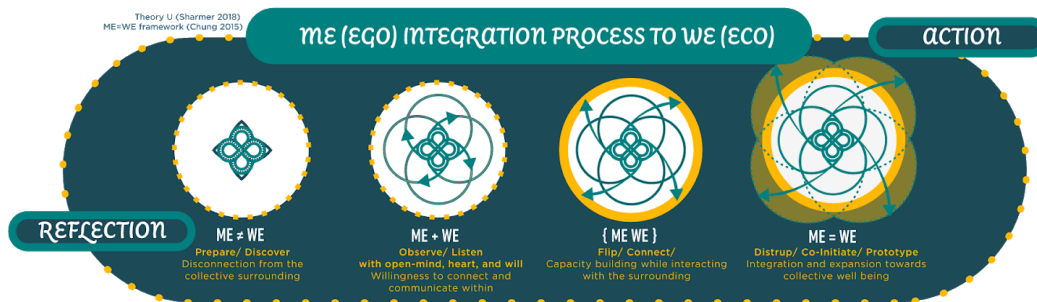 Theory U (Sharmer 2018)
ME=WE framework (Chung 2015)
ME (EGO) INTEGRATION PROCESS TO WE (ECO)
ACTION
REFLECTION
ME ≠ WE
Prepare/ Discover
Disconnection from the
collective surrounding
ME + WE
Observe/ Listen
with open-mind, heart, and will
Willingness to connect and
communicate within
{ ME WE }
Flip/ Connect/
Capacity building while interacting
with the surrounding
ME = WE
Distrup/ Co-Initiate/ Prototype
Integration and expansion towards
collective well being